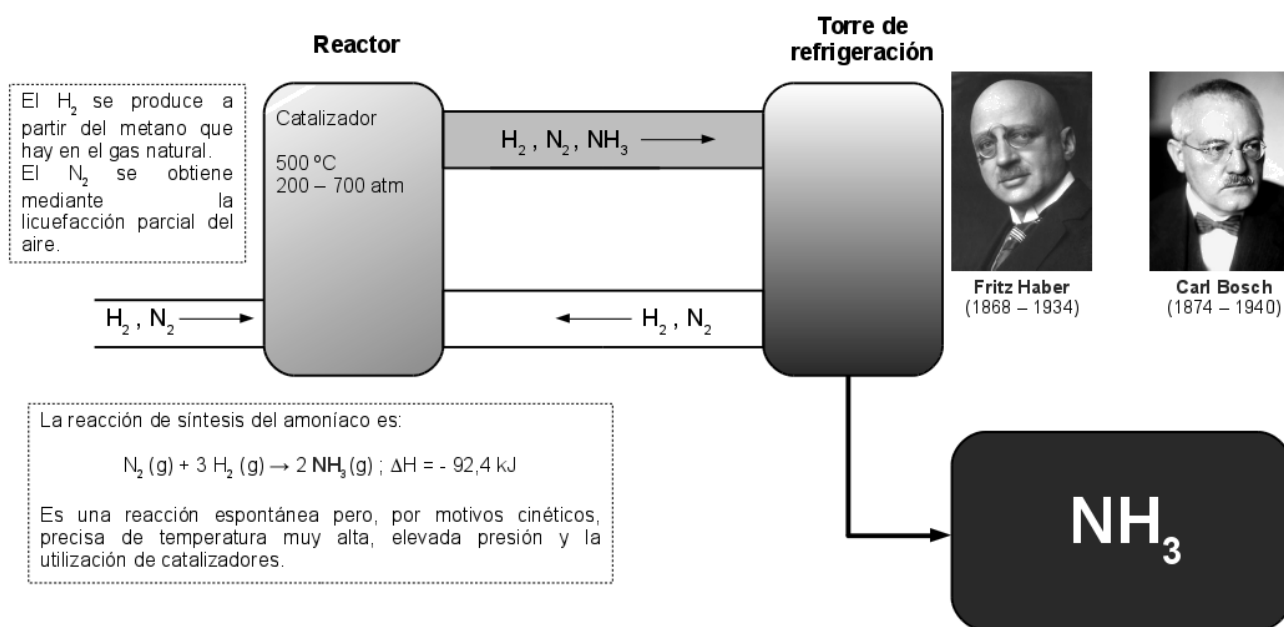 Reactor
Torre de
refrigeración
El H₂ se produce a
partir del metano que
hay en el gas natural.
El N₂ se obtiene
mediante la
licuefacción parcial del
aire.
Catalizador
500 ºC
200 – 700 atm
H₂ , N₂, NH₃
H₂ , N₂
H₂ , N₂
Fritz Haber
(1868 – 1934)
Carl Bosch
(1874 – 1940)
La reacción de síntesis del amoníaco es:
N₂ (g) + 3 H₂ (g) → 2 NH₃ (g) ; ΔH = - 92,4 kJ
Es una reacción espontánea pero, por motivos cinéticos,
precisa de temperatura muy alta, elevada presión y la
utilización de catalizadores.
NH₃